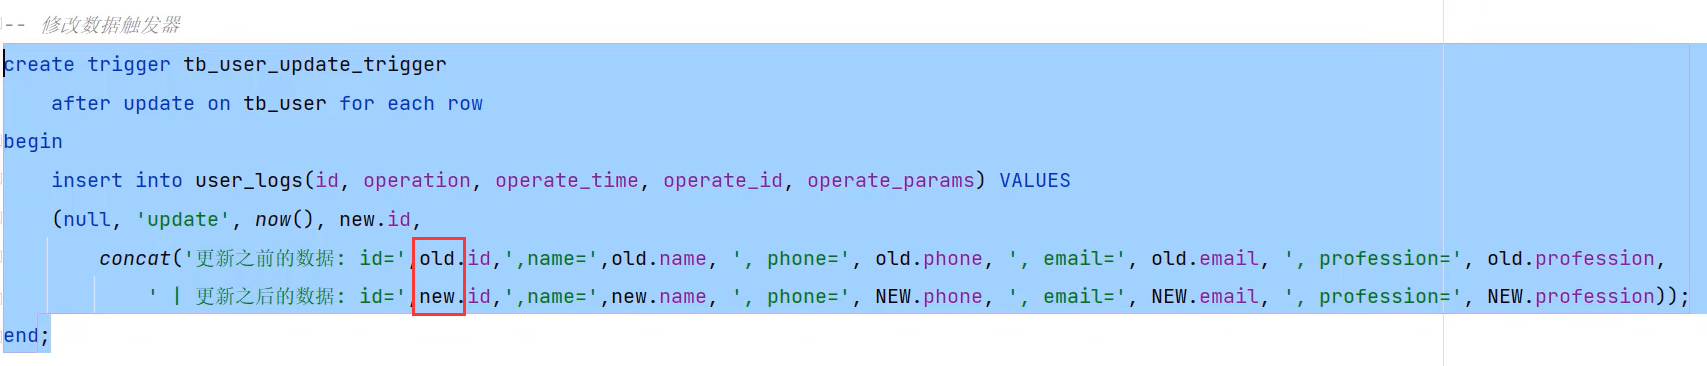 -- 修改数据触发器
create trigger tb_user_update_trigger
    after update on tb_user for each row
begin
    insert into user_logs(id, operation, operate_time, operate_id, operate_params) VALUES
    (null, 'update', now(), new.id,
        concat('更新之前的数据: id=',old.id,',name=',old.name, ', phone=', old.phone, ', email=', old.email, ', profession=', old.profession,
            ' | 更新之后的数据: id=',new.id,',name=',new.name, ', phone=', NEW.phone, ', email=', NEW.email, ', profession=', NEW.profession));
end;